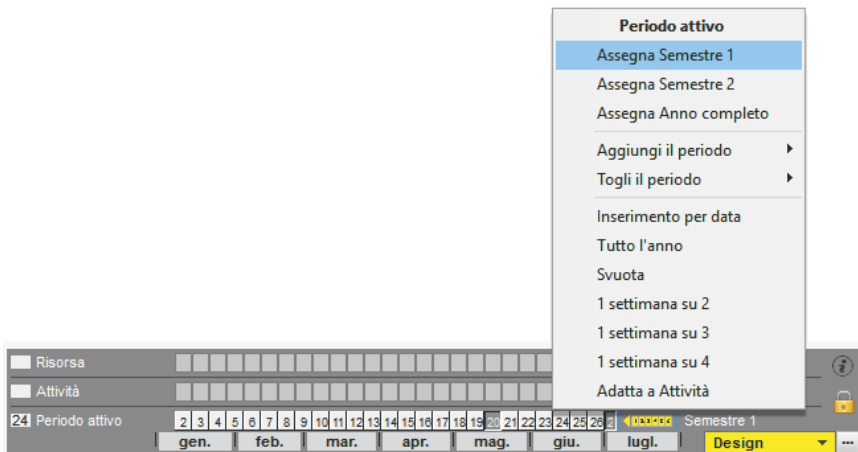 Periodo attivo
Assegna Semestre 1
Assegna Semestre 2
Assegna Anno completo
Aggiungi il periodo
Togli il periodo
Inserimento per data
Tutto l'anno
Svuota
1 settimana su 2
1 settimana su 3
1 settimana su 4
Adatta a Attività
Risorsa
Attività
24 Periodo attivo 2 3 4 5 6 7 8 9 10 11 12 13 14 15 16 17 18 19 20 21 22 23 24 25 26 2 Semestre 1
gen. feb. mar. apr. mag. giu. lugl. Design ...